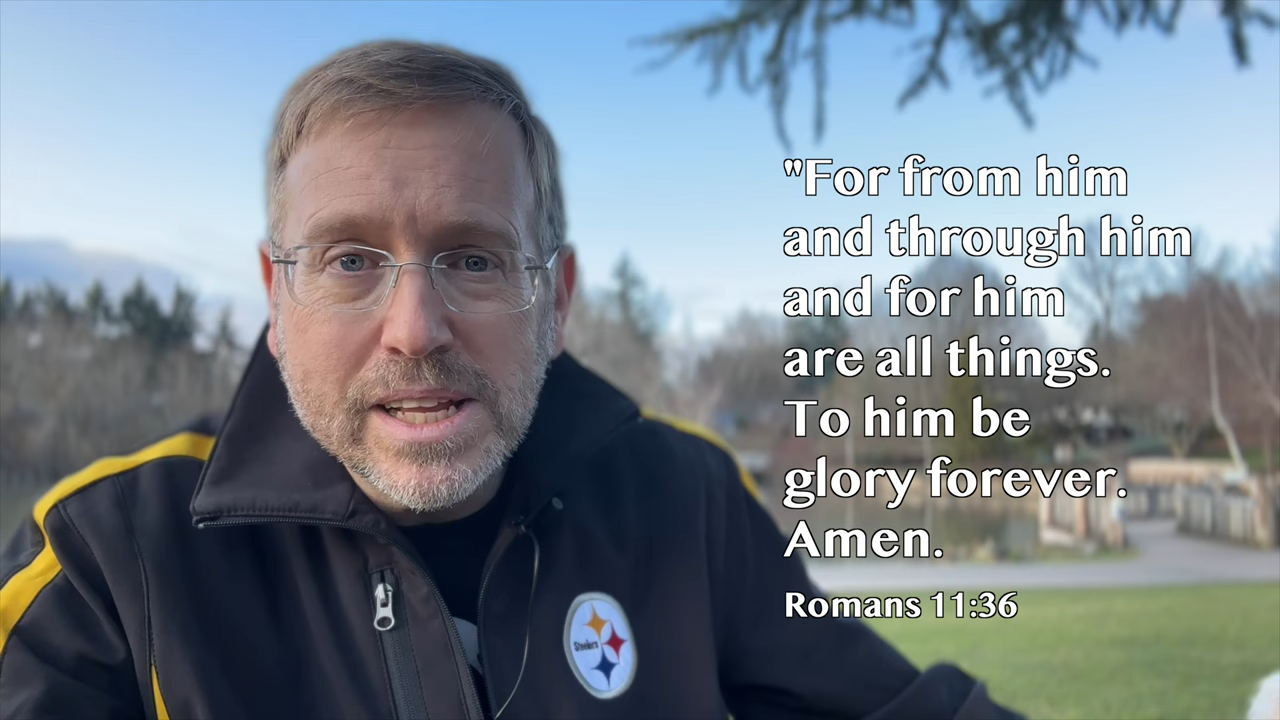 "For from him
and through him
and for him
are all things.
To him be
glory forever.
Amen.
Romans 11:36
Steelers